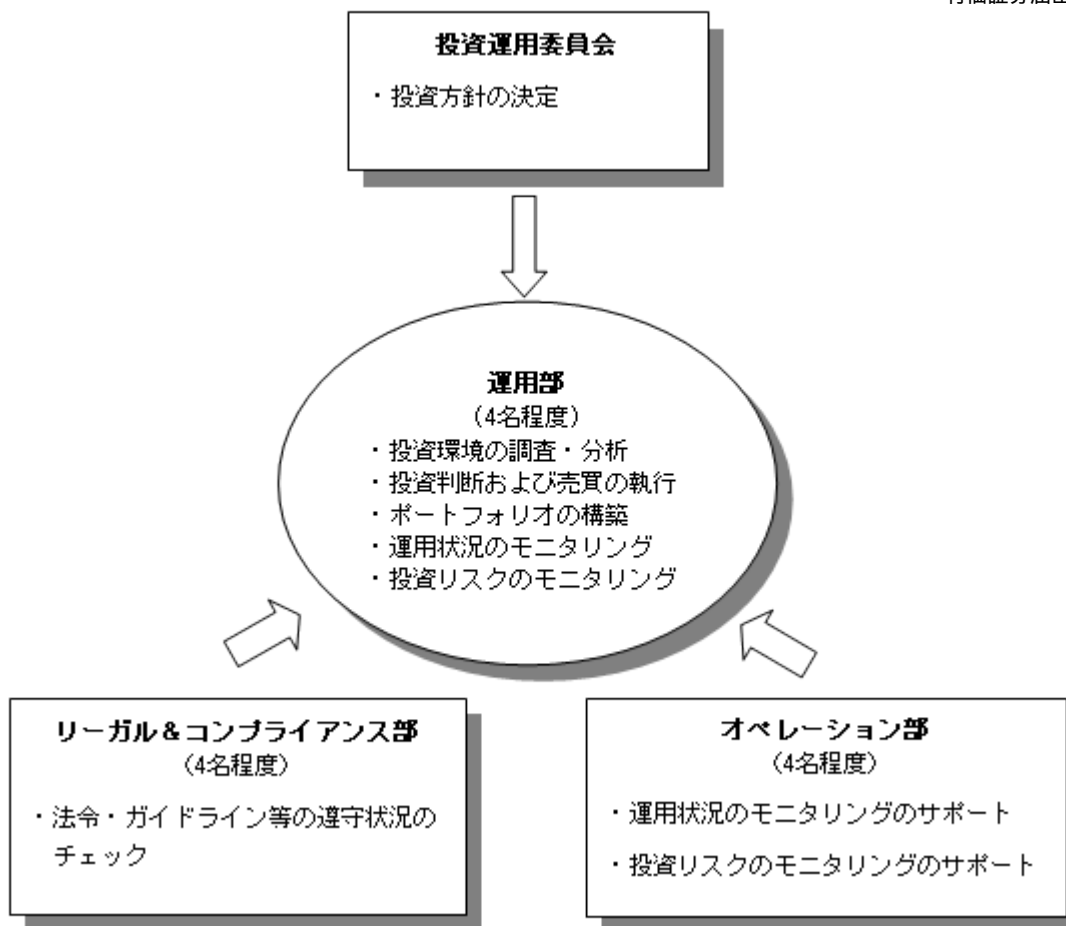 投資運用委員会
・投資方針の決定
運用部
（4名程度）
・投資環境の調査・分析
・投資判断および売買の執行
・ポートフォリオの構築
・運用状況のモニタリング
・投資リスクのモニタリング
リーガル＆コンプライアンス部
（4名程度）
・法令・ガイドライン等の遵守状況の
チェック
オペレーション部
（4名程度）
・運用状況のモニタリングのサポート
・投資リスクのモニタリングのサポート